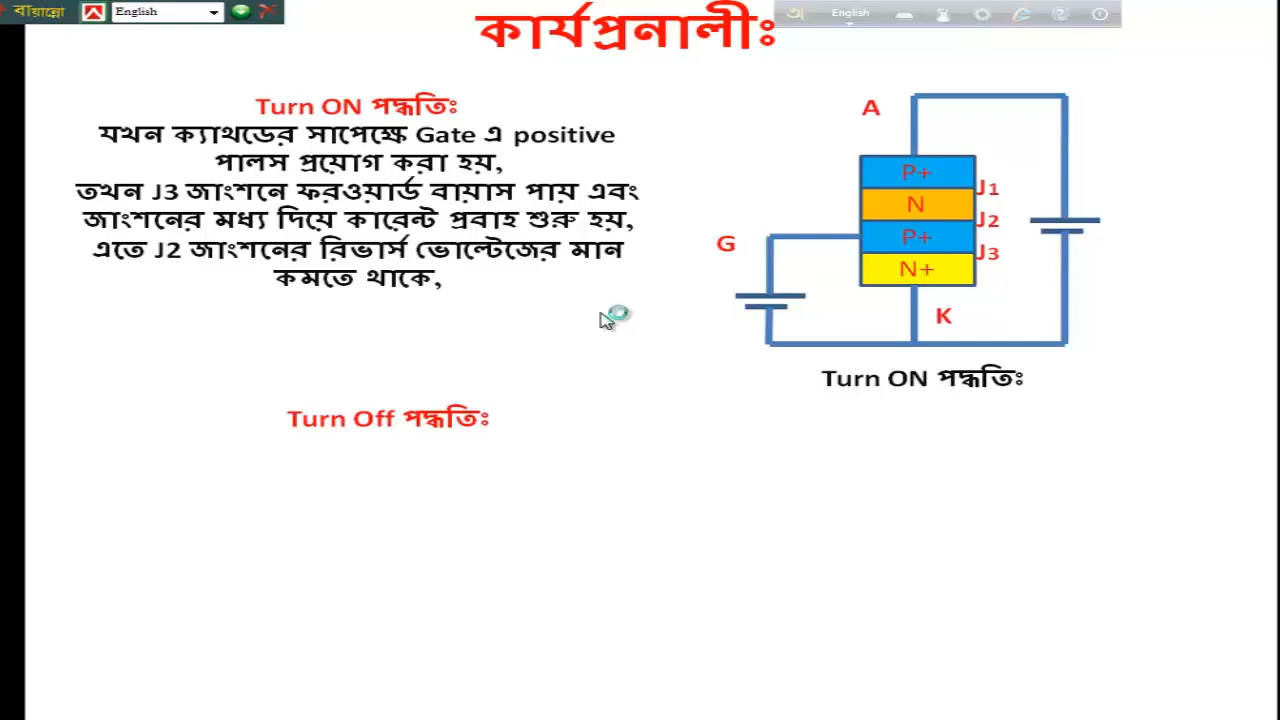 বায়ান্নো
English
English
কার্যপ্রনালীঃ
Turn ON পদ্ধতিঃ
যখন ক্যাথডের সাপেক্ষে Gate এ positive
পালস প্রয়োগ করা হয়,
তখন J3 জাংশনে ফরওয়ার্ড বায়াস পায় এবং
জাংশনের মধ্য দিয়ে কারেন্ট প্রবাহ শুরু হয়,
এতে J2 জাংশনের রিভার্স ভোল্টেজের মান
কমতে থাকে,
A
P+
J1
N
J2
G
P+
J3
N+
K
Turn ON পদ্ধতিঃ
Turn Off পদ্ধতিঃ